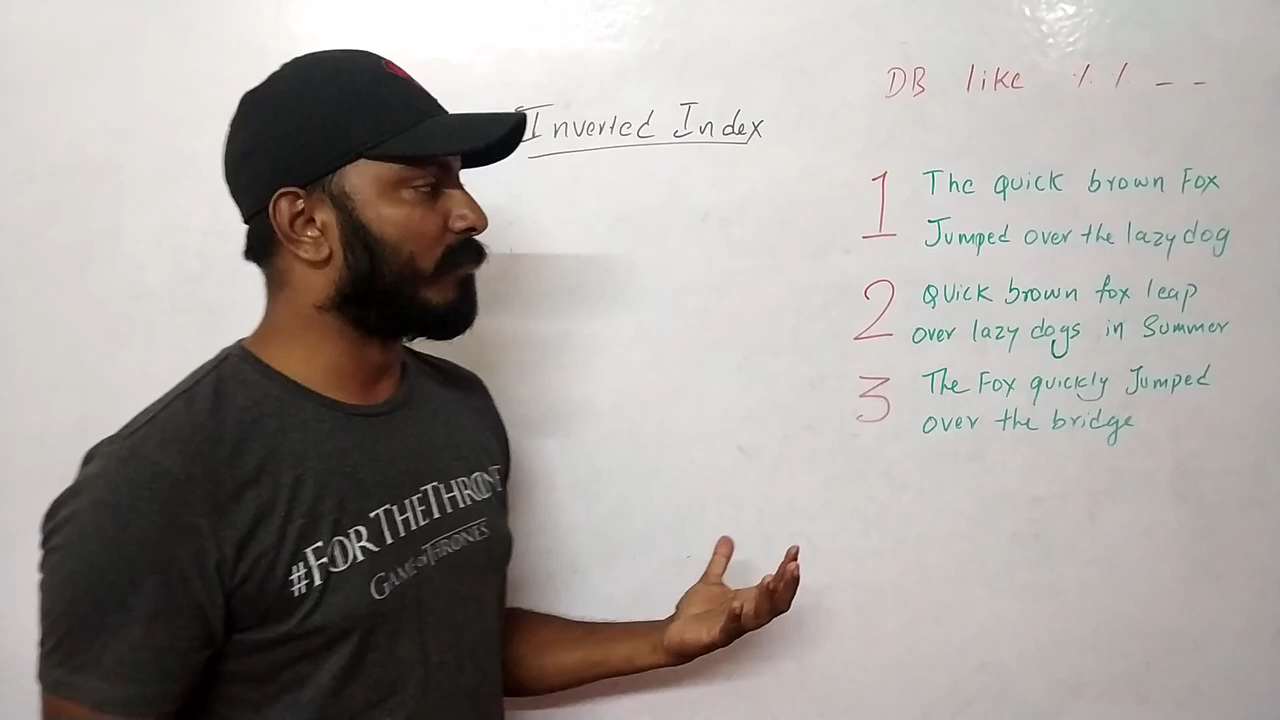 Inverted Index
DB like % % _ _
1 The quick brown Fox
Jumped over the lazy dog
2 Quick brown fox leap
over lazy dogs in Summer
3 The Fox quickly Jumped
over the bridge
#FORTHETHRONE
GAME OF THRONES